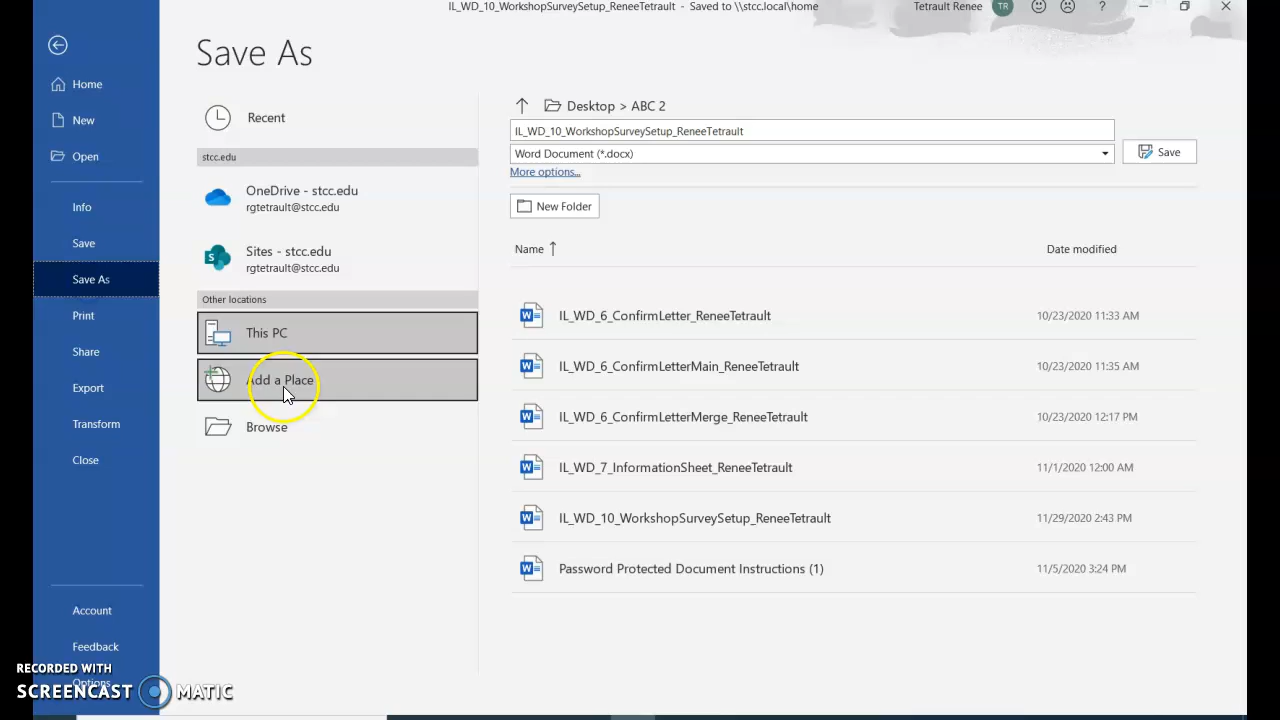 IL_WD_10_WorkshopSurveySetup_ReneeTetrault - Saved to \\stcc.local\home
Tetrault Renee
TR
?
Save As
Home
New
Open
Info
Save
Save As
Print
Share
Export
Transform
Close
Account
Feedback
Options
Recent
stcc.edu
OneDrive - stcc.edu
rgtetrault@stcc.edu
S
Sites - stcc.edu
rgtetrault@stcc.edu
Other locations
This PC
Add a Place
Browse
Desktop > ABC 2
IL_WD_10_WorkshopSurveySetup_ReneeTetrault
Word Document (*.docx)
Save
More options...
New Folder
Name
Date modified
IL_WD_6_ConfirmLetter_ReneeTetrault 10/23/2020 11:33 AM
IL_WD_6_ConfirmLetterMain_ReneeTetrault 10/23/2020 11:35 AM
IL_WD_6_ConfirmLetterMerge_ReneeTetrault 10/23/2020 12:17 PM
IL_WD_7_InformationSheet_ReneeTetrault 11/1/2020 12:00 AM
IL_WD_10_WorkshopSurveySetup_ReneeTetrault 11/29/2020 2:43 PM
Password Protected Document Instructions (1) 11/5/2020 3:24 PM
RECORDED WITH
SCREENCAST MATIC